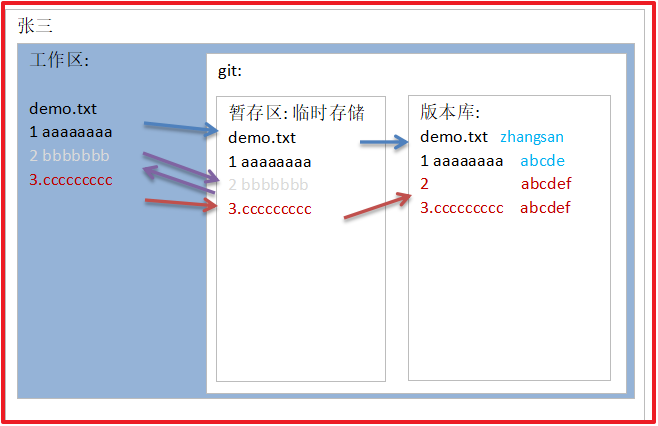 张三
工作区:
demo.txt
1 aaaaaaaa
2 bbbbbbb
3.ccccccccc
git:
暂存区: 临时存储
demo.txt
1 aaaaaaaa
2 bbbbbbb
3.ccccccccc
版本库:
demo.txt zhangsan
1 aaaaaaaa abcde
2 abcdef
3.ccccccccc abcdef